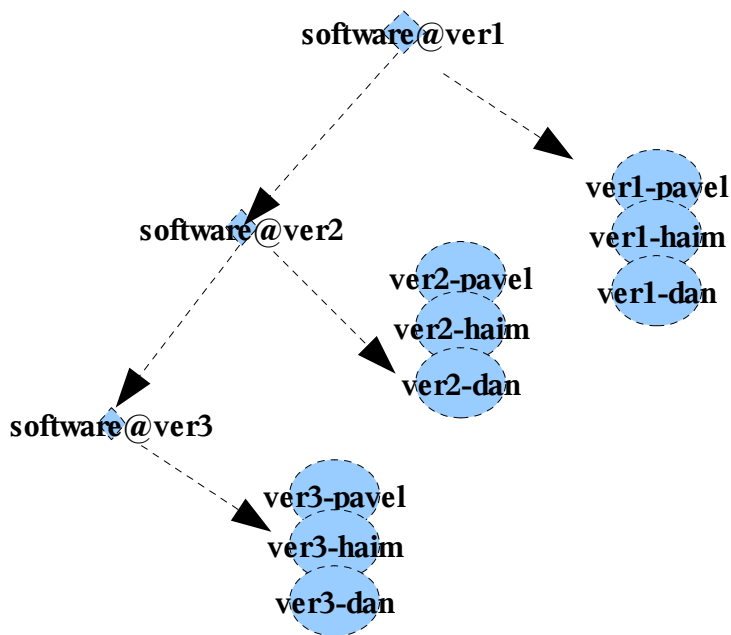 software@ver1
ver1-pavel
ver1-haim
ver1-dan
software@ver2
ver2-pavel
ver2-haim
ver2-dan
software@ver3
ver3-pavel
ver3-haim
ver3-dan